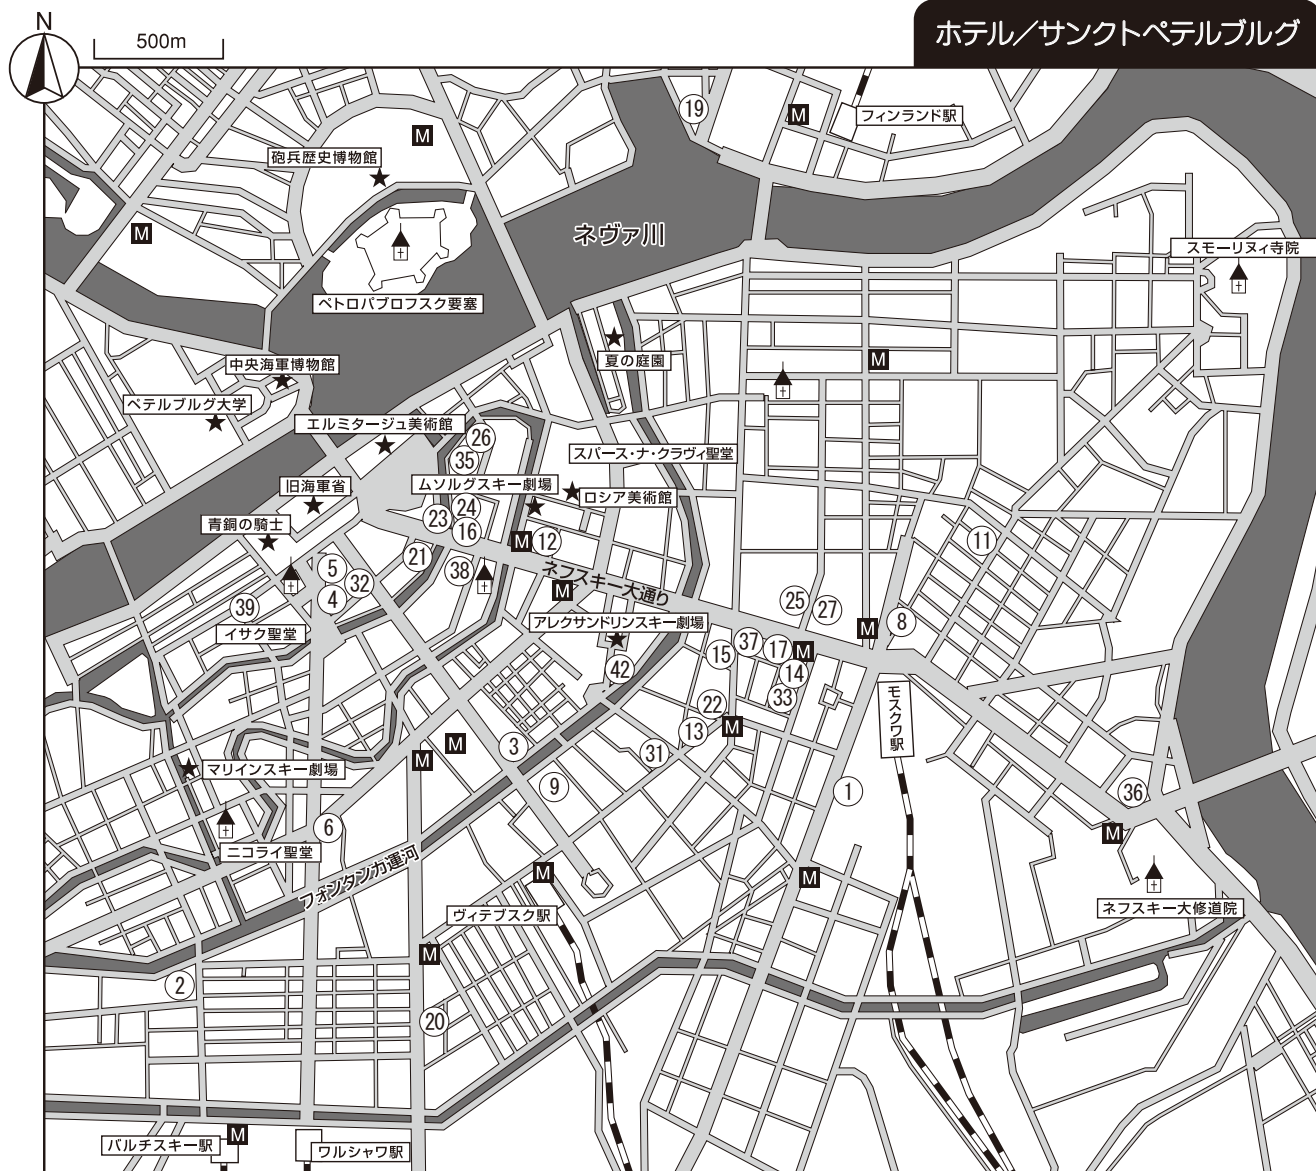 N
500m
ホテル／サンクトペテルブルグ
19
M
フィンランド駅
M
砲兵歴史博物館
M
ネヴァ川
スモーリヌィ寺院
ペトロパブロフスク要塞
夏の庭園
M
中央海軍博物館
ペテルブルグ大学
エルミタージュ美術館
26
35
スパース・ナ・クラヴィ聖堂
ムソルグスキー劇場
旧海軍省
ロシア美術館
24
23
16
青銅の騎士
M
12
11
21
38
5
32
4
ネフスキー大通り
M
39
25
27
8
イサク聖堂
アレクサンドリンスキー劇場
M
37
17
M
15
42
14
33
22
モスクワ駅
13
M
3
M
31
M
マリインスキー劇場
9
1
36
6
M
ニコライ聖堂
フォンタンカ運河
M
M
ヴィテブスク駅
ネフスキー大修道院
M
2
20
バルチスキー駅
M
ワルシャワ駅